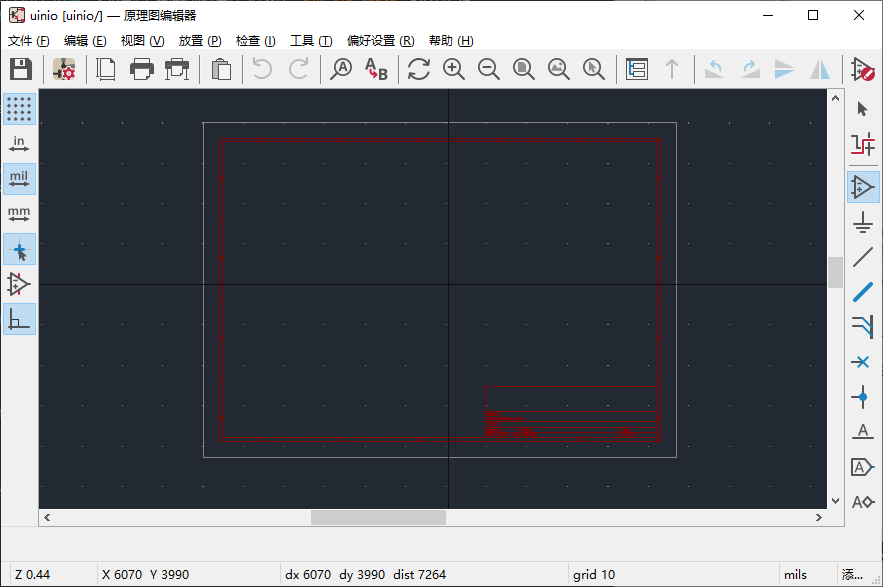 uinio [uinio/] — 原理图编辑器
文件 (F) 编辑 (E) 视图 (V) 放置 (P) 检查 (I) 工具 (T) 偏好设置 (R) 帮助 (H)
A
A B
in
mil
mm
A
A
A
Z 0.44 X 6070 Y 3990 dx 6070 dy 3990 dist 7264 grid 10 mils 添...